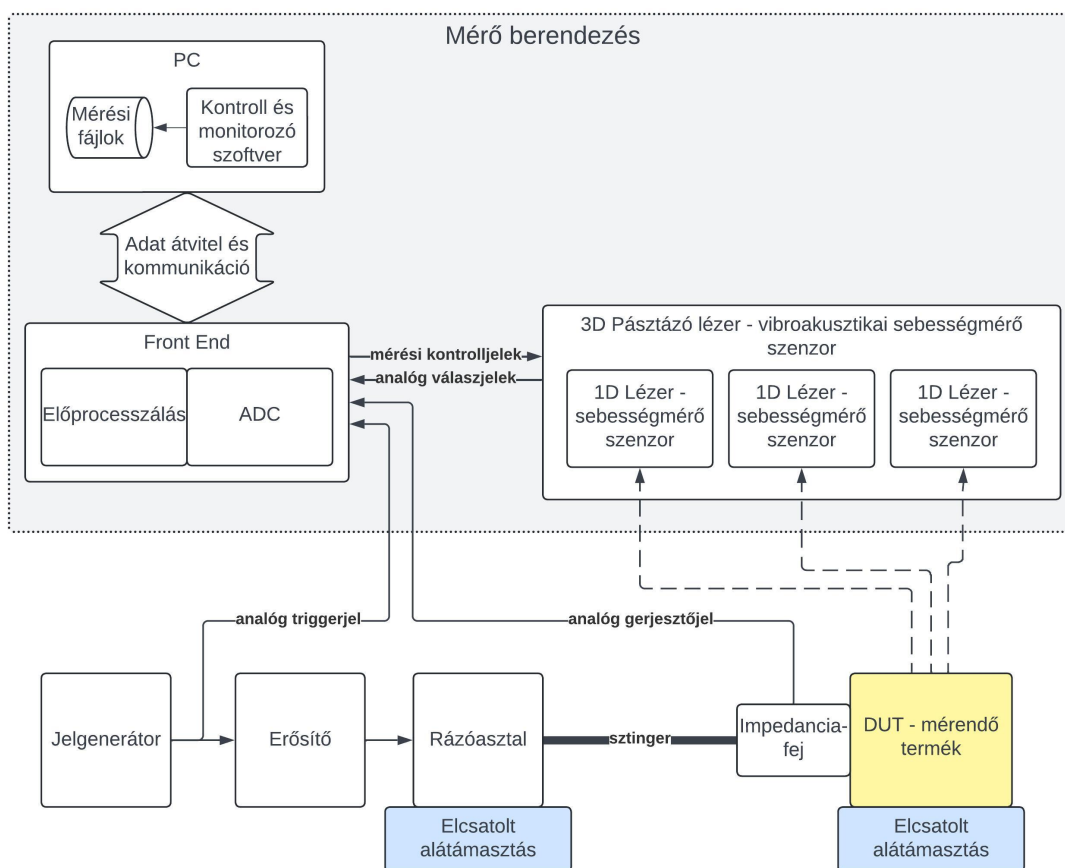 Mérő berendezés
PC
Mérési
fájlok
Kontroll és
monitorozó
szoftver
Adat átvitel és
kommunikáció
Front End
Előprocesszálás
ADC
mérési kontrolljelek
analóg válaszjelek
3D Pásztázó lézer - vibroakusztikai sebességmérő
szenzor
1D Lézer -
sebességmérő
szenzor
1D Lézer -
sebességmérő
szenzor
1D Lézer -
sebességmérő
szenzor
analóg triggerjel
analóg gerjesztőjel
Jelgenerátor
Erősítő
Rázóasztal
sztinger
Impedancia-
fej
DUT - mérendő
termék
Elcsatolt
alátámasztás
Elcsatolt
alátámasztás